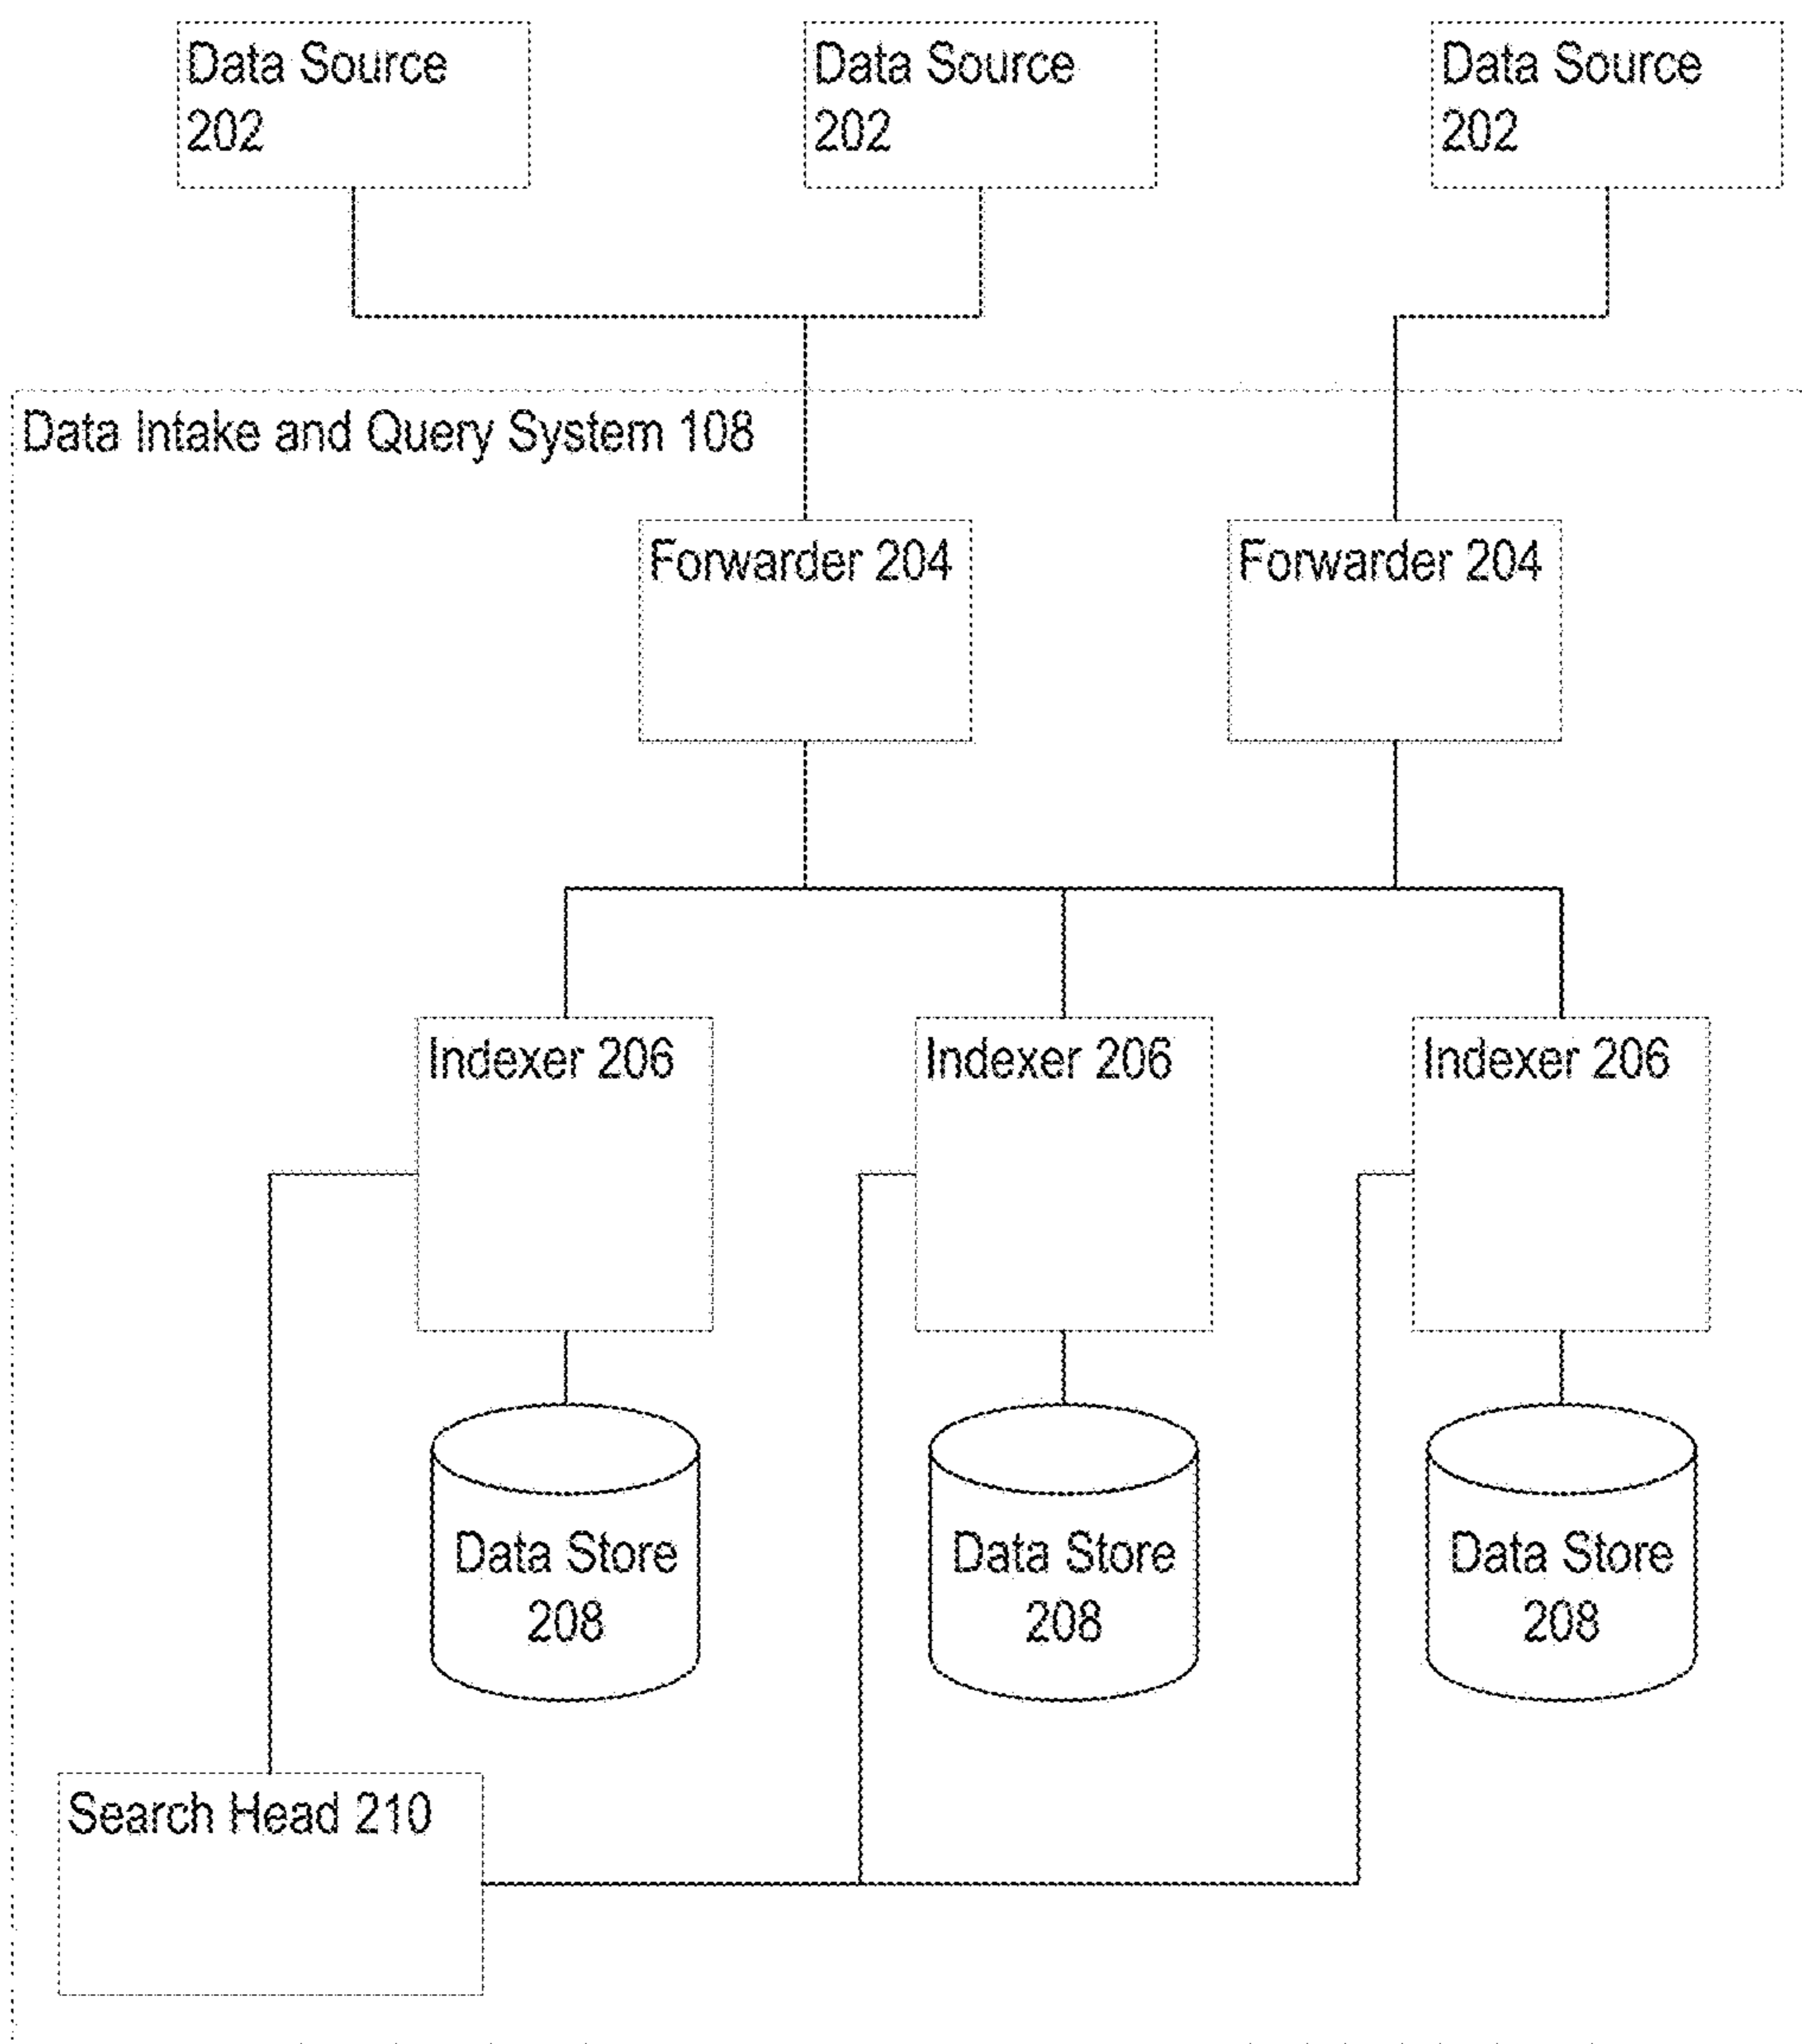 Data Source
202
Data Source
202
Data Source
202
Data Intake and Query System 108
Forwarder 204
Forwarder 204
Indexer 206
Indexer 206
Indexer 206
Data Store
208
Data Store
208
Data Store
208
Search Head 210